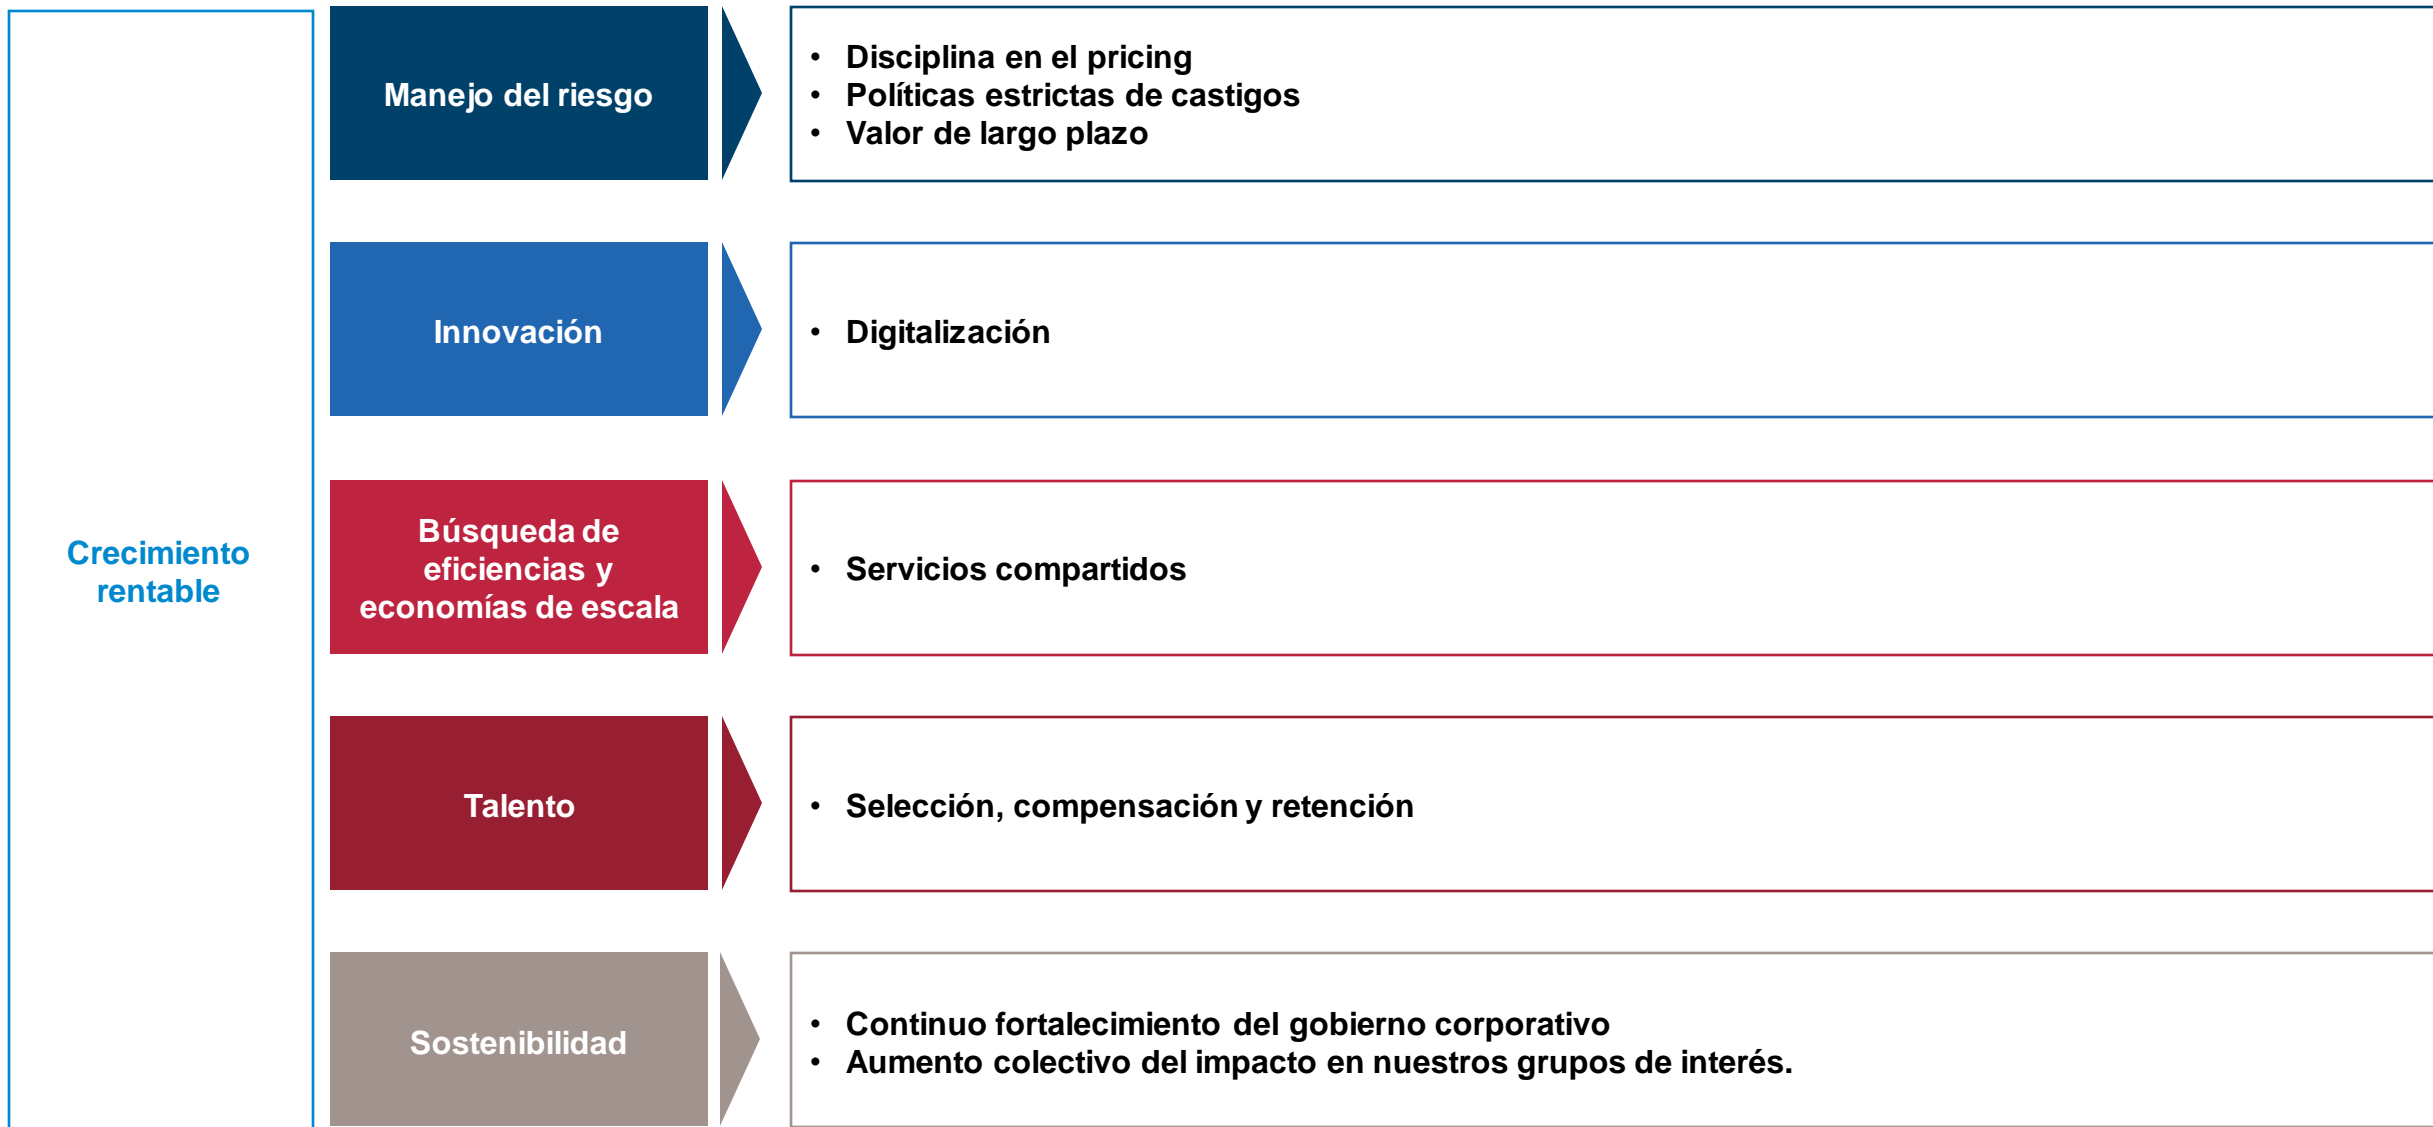 Crecimiento
rentable
Manejo del riesgo
• Disciplina en el pricing
• Políticas estrictas de castigos
• Valor de largo plazo
Innovación
• Digitalización
Búsqueda de
eficiencias y
economías de escala
• Servicios compartidos
Talento
• Selección, compensación y retención
Sostenibilidad
• Continuo fortalecimiento del gobierno corporativo
• Aumento colectivo del impacto en nuestros grupos de interés.